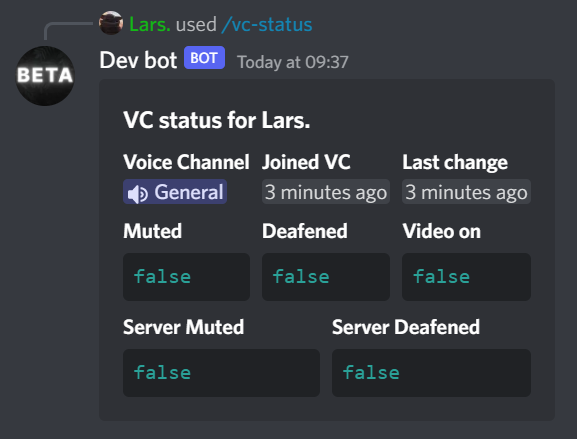 Lars. used /vc-status
BETA
Dev bot BOT Today at 09:37
VC status for Lars.
Voice Channel Joined VC Last change
General 3 minutes ago 3 minutes ago
Muted Deafened Video on
false false false
Server Muted Server Deafened
false false